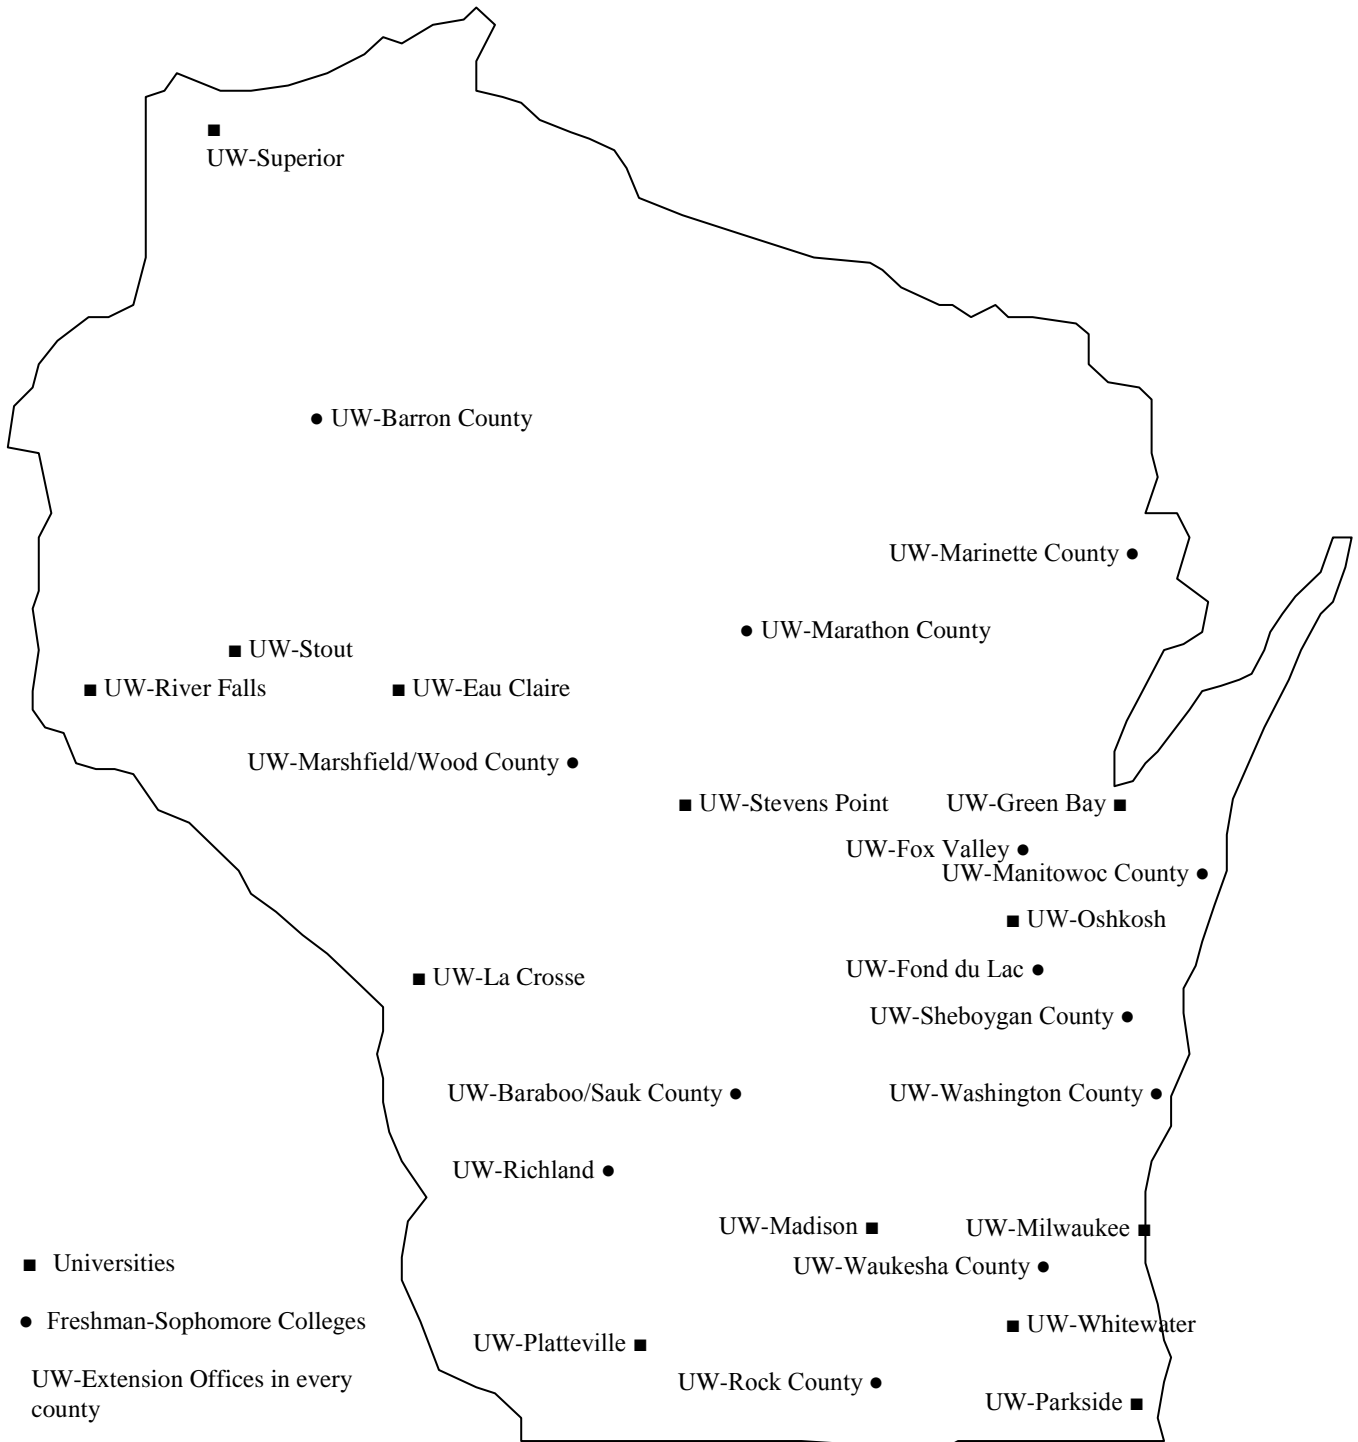 UW-Superior
UW-Barron County
UW-Marinette County
UW-Marathon County
UW-Stout
UW-River Falls
UW-Eau Claire
UW-Marshfield/Wood County
UW-Stevens Point
UW-Green Bay
UW-Fox Valley
UW-Manitowoc County
UW-Oshkosh
UW-Fond du Lac
UW-La Crosse
UW-Sheboygan County
UW-Baraboo/Sauk County
UW-Washington County
UW-Richland
UW-Madison
UW-Milwaukee
UW-Waukesha County
UW-Whitewater
UW-Platteville
UW-Rock County
UW-Parkside
Universities
Freshman-Sophomore Colleges
UW-Extension Offices in every
county